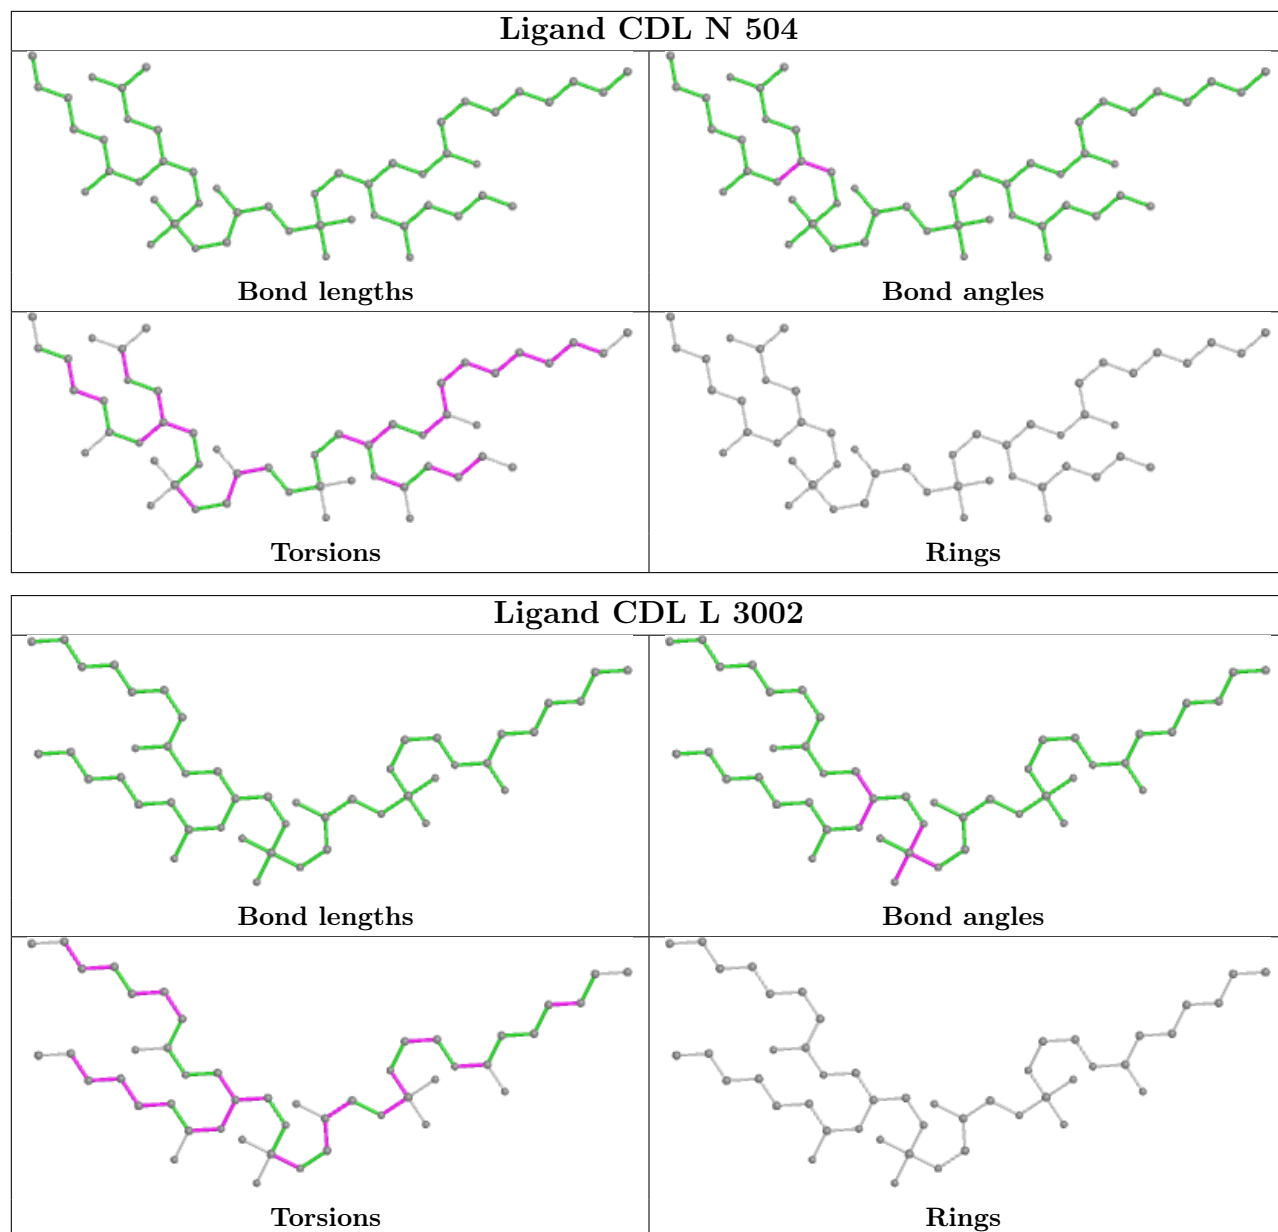 Ligand CDL N 504
Bond lengths
Bond angles
Torsions
Rings
Ligand CDL L 3002
Bond lengths
Bond angles
Torsions
Rings